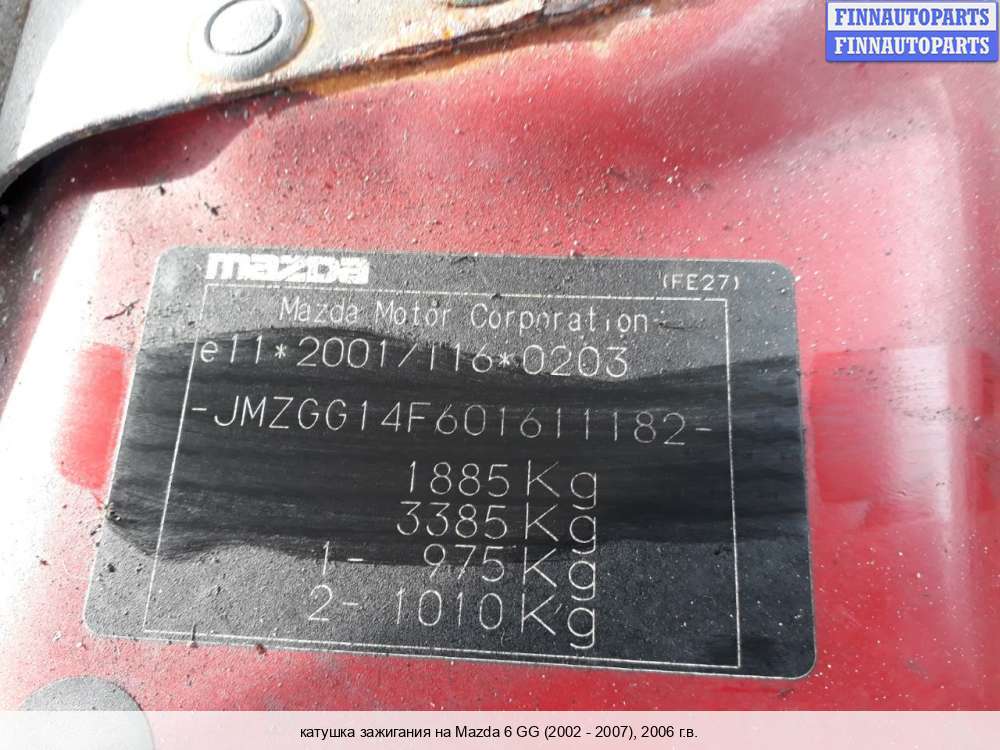 FINNAUTOPARTS
FINNAUTOPARTS
mazda (FE27)
Mazda Motor Corporation
e11*2001/116*0203
-JMZGG14F601611182-
1885Kg
3385Kg
1- 975Kg
2- 1010Kg
катушка зажигания на Mazda 6 GG (2002 - 2007), 2006 г.в.